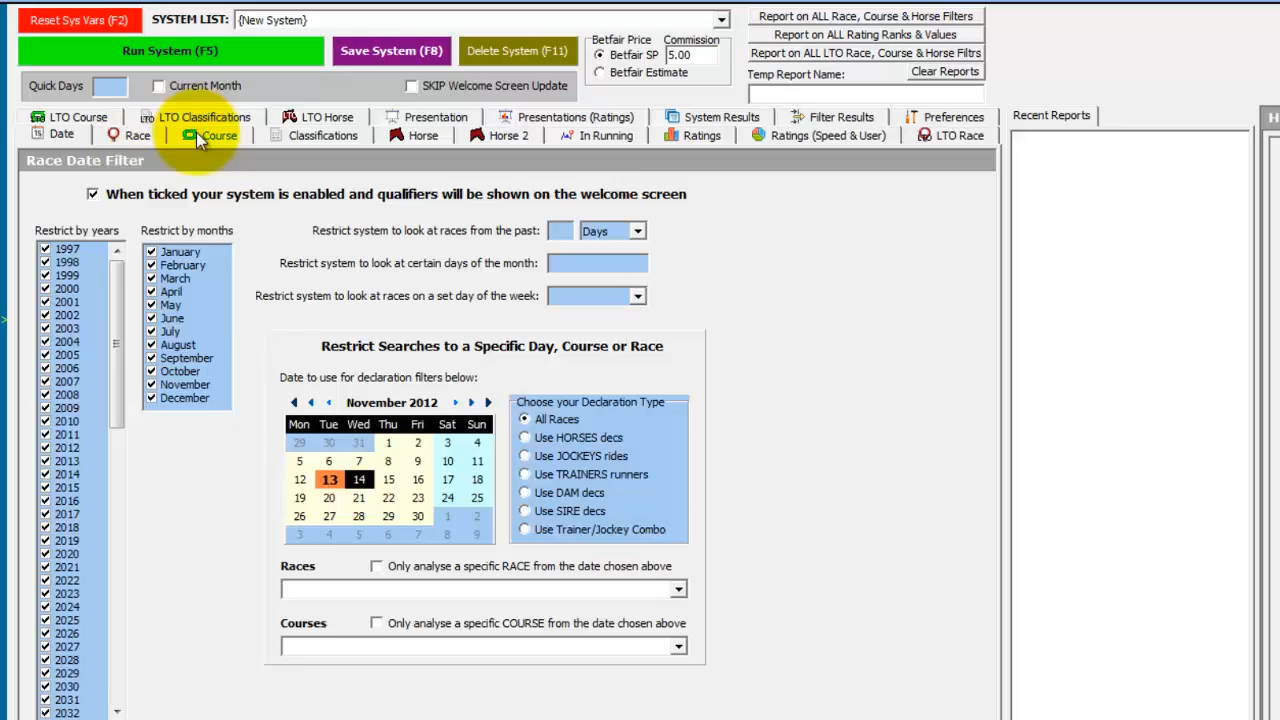 Reset Sys Vars (F2)
SYSTEM LIST:
{New System}
Report on ALL Race, Course & Horse Filters
Run System (F5)
Save System (F8)
Delete System (F11)
Betfair Price
Commission
Betfair SP
5.00
Betfair Estimate
Report on ALL Rating Ranks & Values
Report on ALL LTO Race, Course & Horse Filtrs
Temp Report Name:
Clear Reports
Quick Days
Current Month
SKIP Welcome Screen Update
LTO Course
LTO Classifications
LTO Horse
Presentation
Presentations (Ratings)
System Results
Filter Results
Preferences
Recent Reports
Date
Race
Course
Classifications
Horse
Horse 2
In Running
Ratings
Ratings (Speed & User)
LTO Race
Race Date Filter
When ticked your system is enabled and qualifiers will be shown on the welcome screen
Restrict by years
1997
1998
1999
2000
2001
2002
2003
2004
2005
2006
2007
2008
2009
2010
2011
2012
2013
2014
2015
2016
2017
2018
2019
2020
2021
2022
2023
2024
2025
2026
2027
2028
2029
2030
2031
2032
Restrict by months
January
February
March
April
May
June
July
August
September
October
November
December
Restrict system to look at races from the past:
Days
Restrict system to look at certain days of the month:
Restrict system to look at races on a set day of the week:
Restrict Searches to a Specific Day, Course or Race
Date to use for declaration filters below:
November 2012
Mon Tue Wed Thu Fri Sat Sun
29 30 31 1 2 3 4
5 6 7 8 9 10 11
12 13 14 15 16 17 18
19 20 21 22 23 24 25
26 27 28 29 30 1 2
3 4 5 6 7 8 9
Choose your Declaration Type
All Races
Use HORSES decs
Use JOCKEYS rides
Use TRAINERS runners
Use DAM decs
Use SIRE decs
Use Trainer/Jockey Combo
Races
Only analyse a specific RACE from the date chosen above
Courses
Only analyse a specific COURSE from the date chosen above